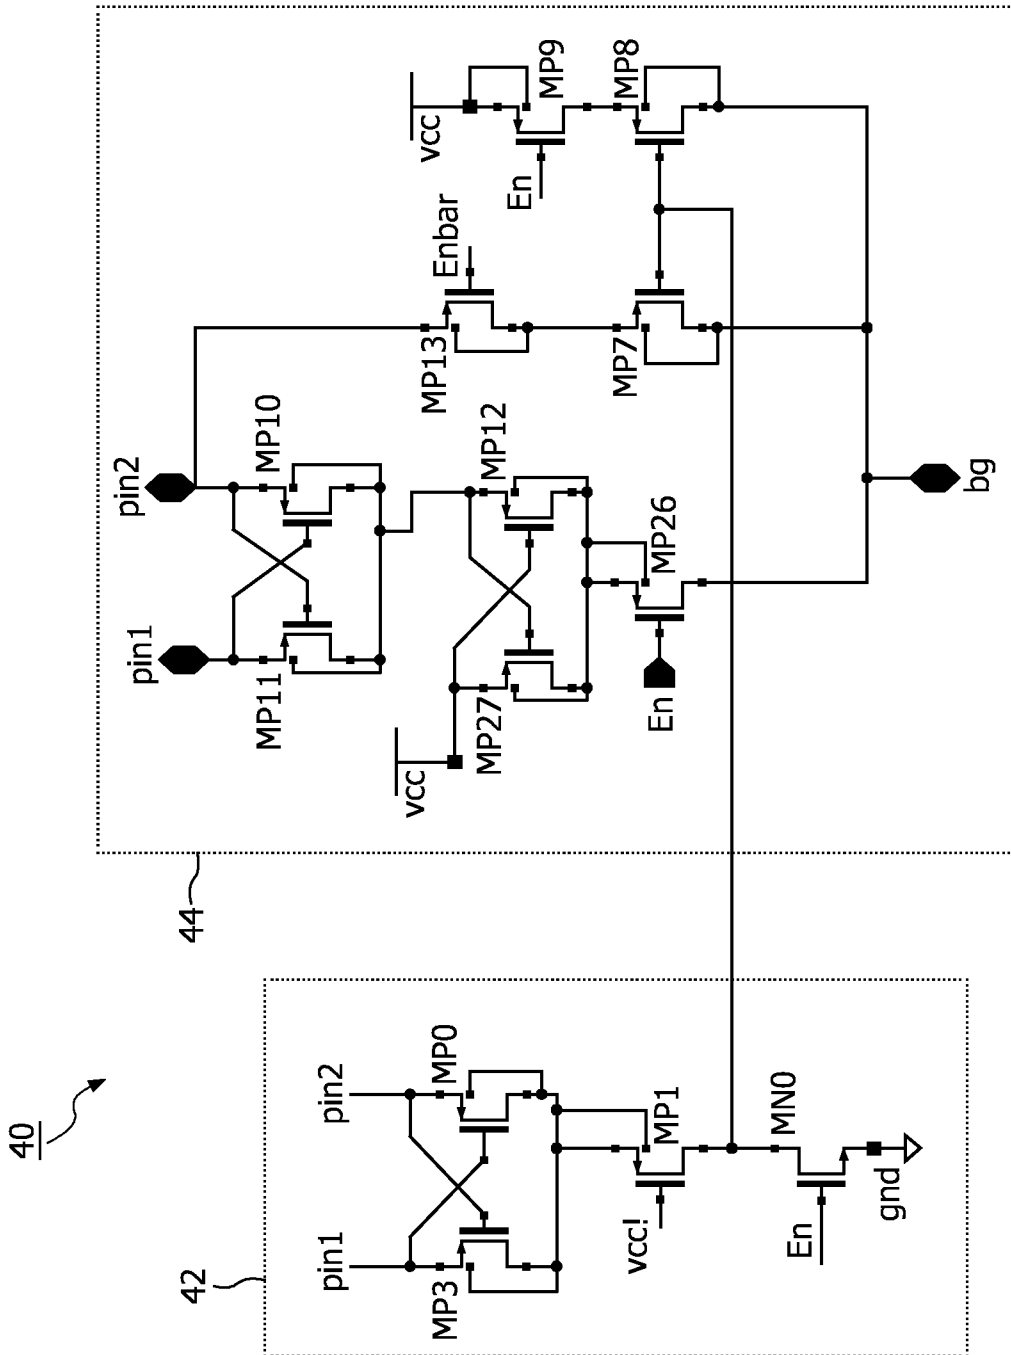 40
42
pin1
pin2
MP3
MP0
vcc!
MP1
En
MN0
gnd
44
pin1
pin2
MP11
MP10
vcc
MP27
MP12
En
MP26
MP13
Enbar
MP7
vcc
En
MP9
MP8
bg